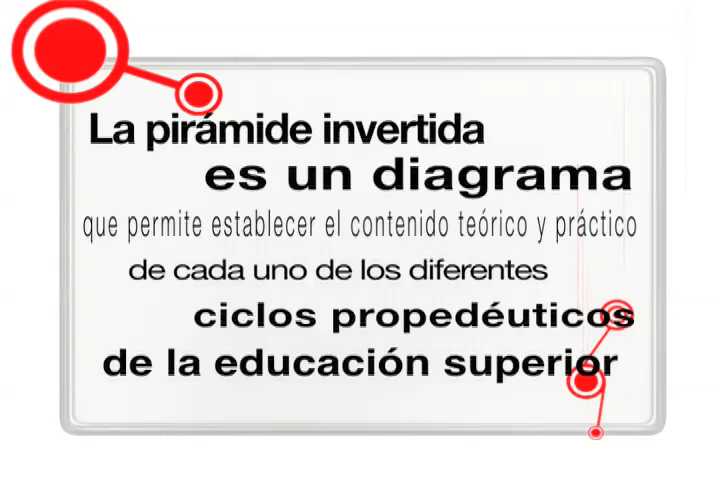 La pirámide invertida
es un diagrama
que permite establecer el contenido teórico y práctico
de cada uno de los diferentes
ciclos propedéuticos
de la educación superior